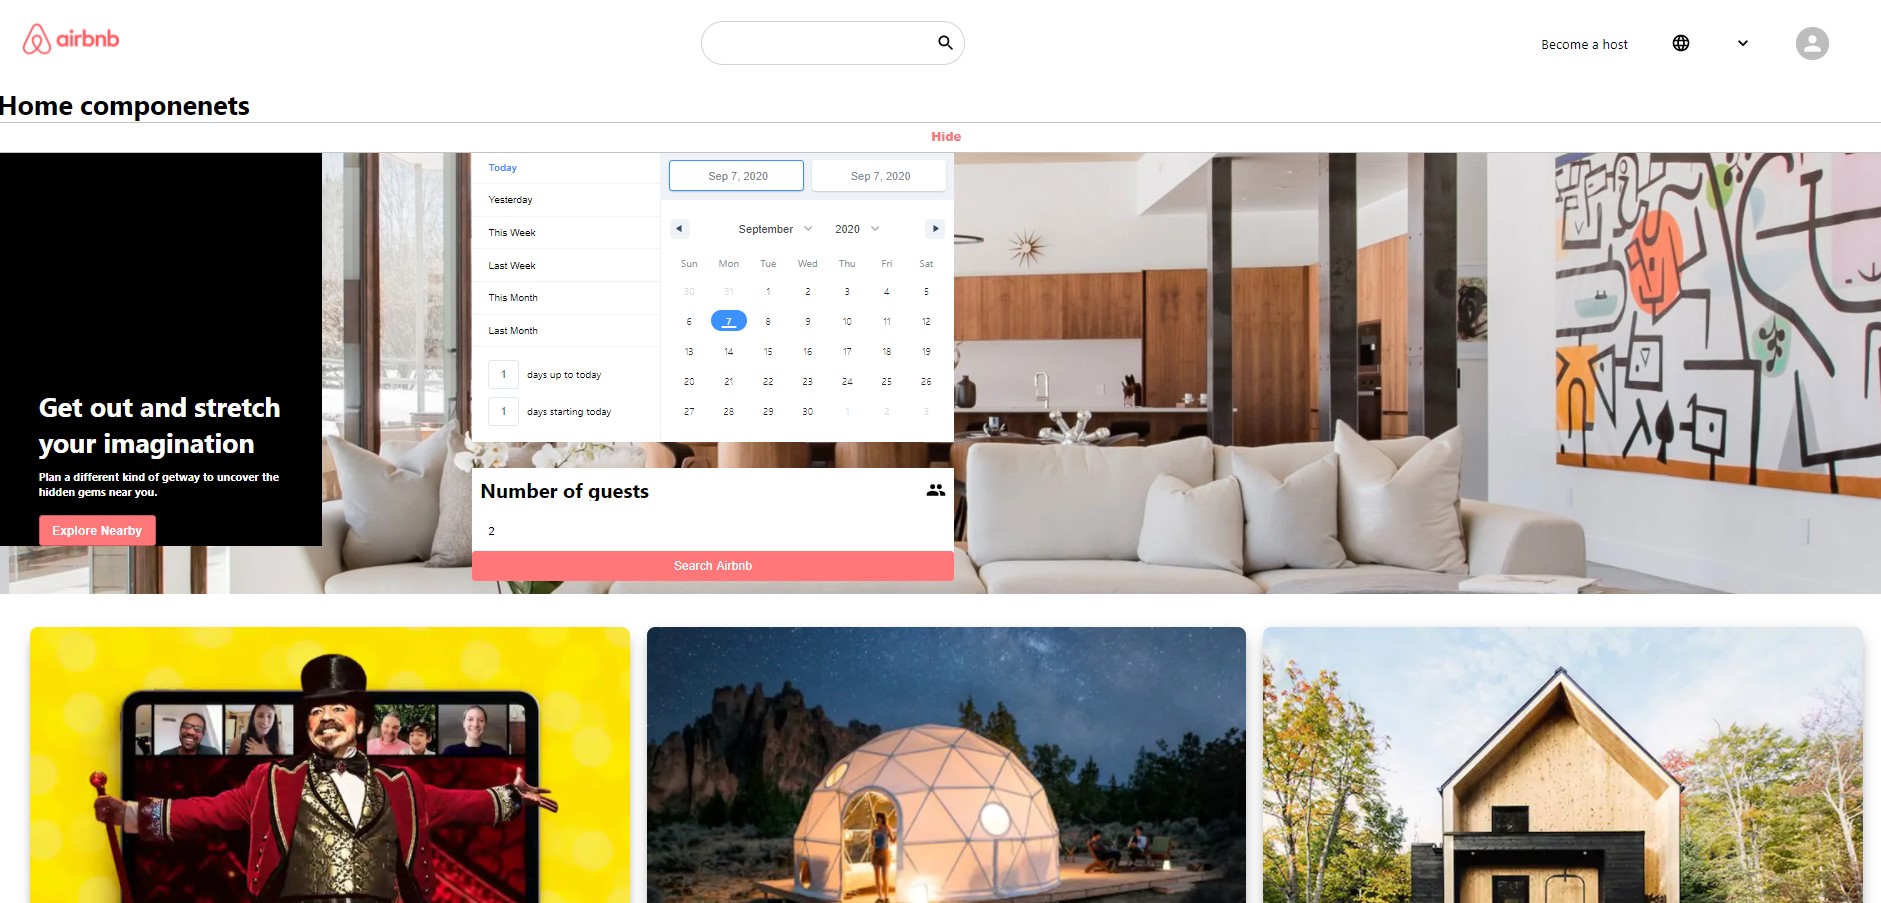 airbnb
Become a host
Home componenets
Hide
Today
Yesterday
This Week
Last Week
This Month
Last Month
1 days up to today
1 days starting today
Sep 7, 2020 Sep 7, 2020
September 2020
Sun Mon Tue Wed Thu Fri Sat
30 31 1 2 3 4 5
6 7 8 9 10 11 12
13 14 15 16 17 18 19
20 21 22 23 24 25 26
27 28 29 30 1 2 3
Get out and stretch
your imagination
Plan a different kind of getway to uncover the
hidden gems near you.
Explore Nearby
Number of guests
2
Search Airbnb